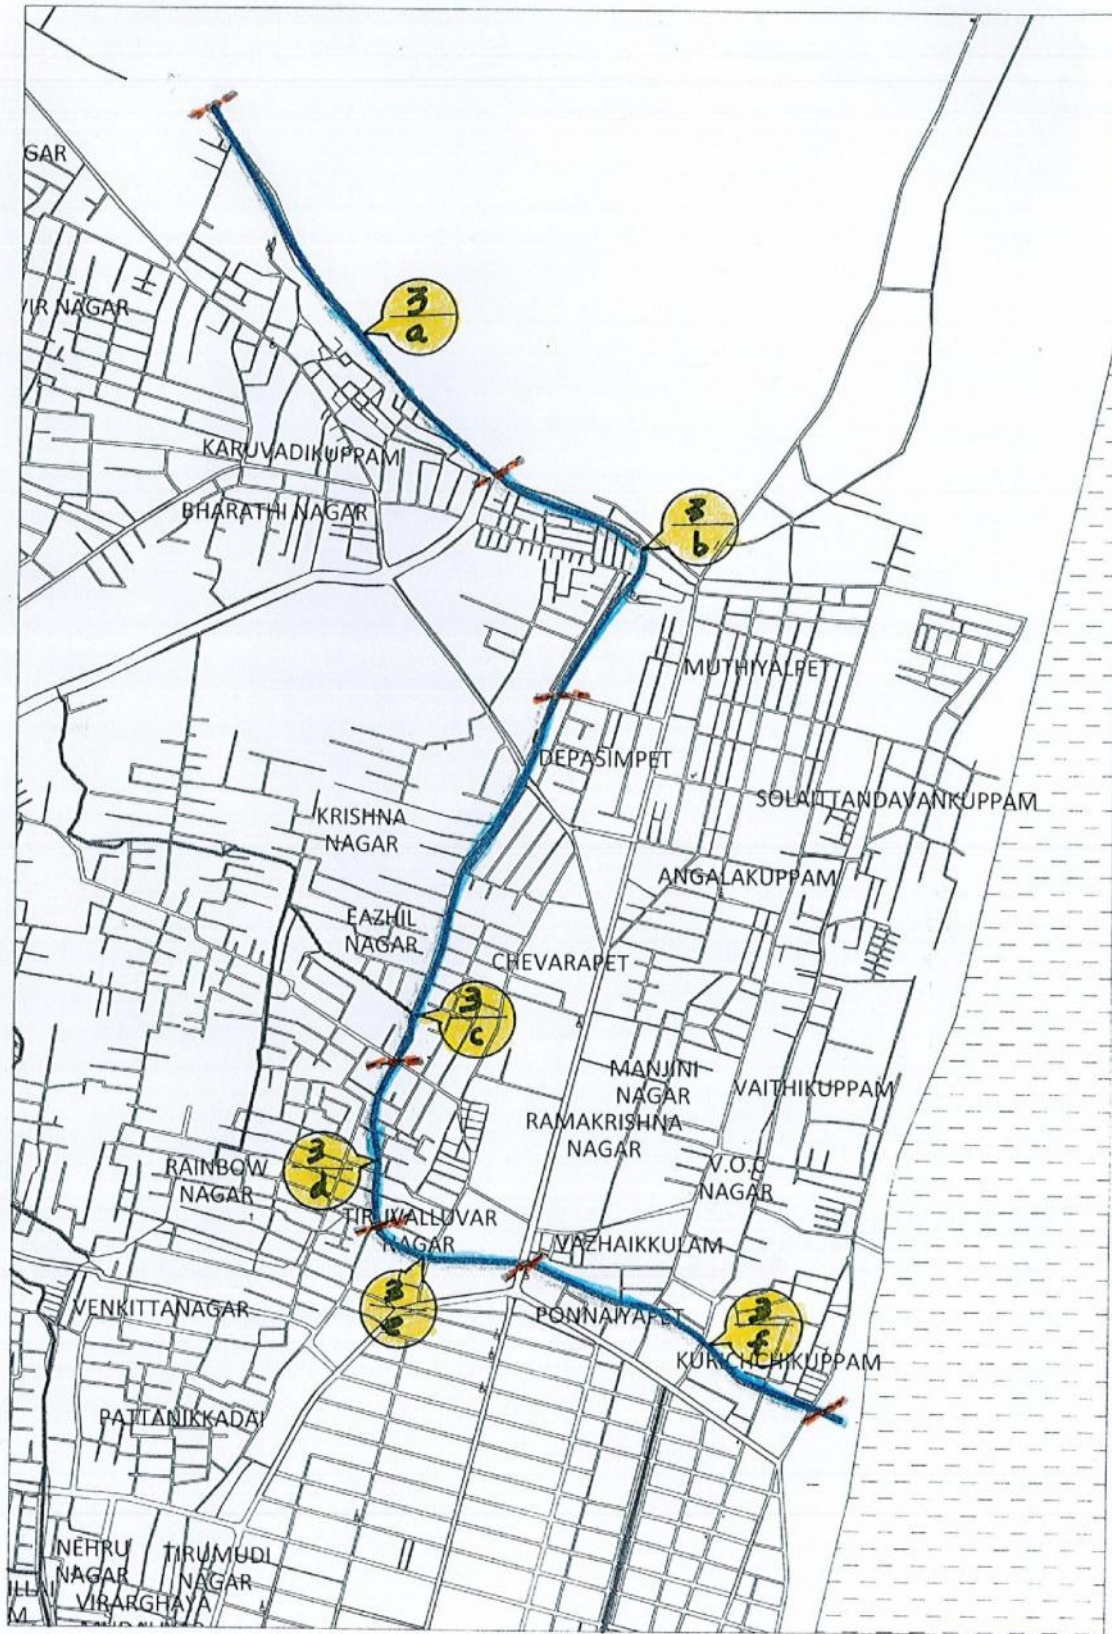 GAR
3
a
VIR NAGAR
KARUVADIKUPPAM
BHARATHI NAGAR
3
b
MUTHIYALPET
DEPASIMPET
SOLAITTANDAVANKUPPAM
KRISHNA
NAGAR
ANGALAKUPPAM
EAZHIL
NAGAR
CHEVARAPET
3
c
MANJINI
NAGAR
VAITHIKUPPAM
RAMAKRISHNA
NAGAR
3
d
RAINBOW
NAGAR
V.O.C
NAGAR
TIRUVALLUVAR
NAGAR
VAZHAIKKULAM
3
e
VENKITTANAGAR
PONNAIYAPET
3
f
KURICHCHIKUPPAM
PATTANIKKADAI
NEHRU
NAGAR
TIRUMUDI
NAGAR
VIRARGHAYA